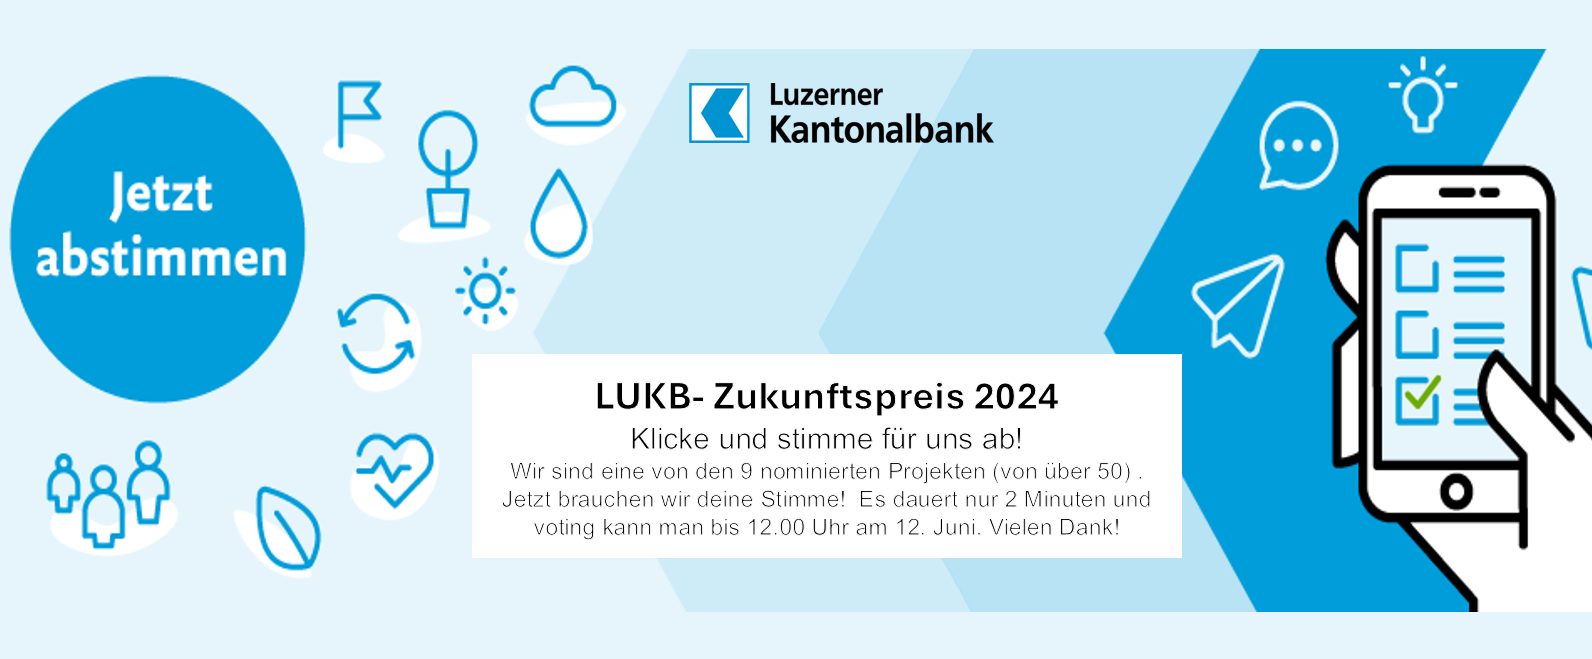 Jetzt
abstimmen
Luzerner
Kantonalbank
LUKB- Zukunftspreis 2024
Klicke und stimme für uns ab!
Wir sind eine von den 9 nominierten Projekten (von über 50) .
Jetzt brauchen wir deine Stimme!  Es dauert nur 2 Minuten und
voting kann man bis 12.00 Uhr am 12. Juni. Vielen Dank!